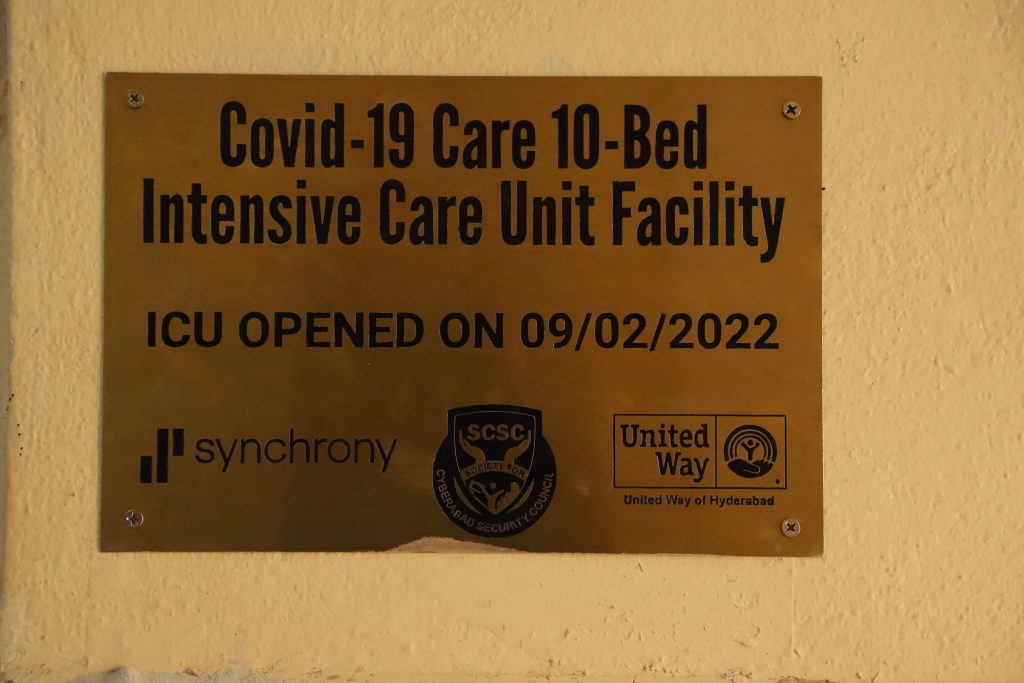 Covid-19 Care 10-Bed
Intensive Care Unit Facility
ICU OPENED ON 09/02/2022
synchrony
SCSC
SOCIETY FOR
CYBERABAD SECURITY COUNCIL
United
Way
United Way of Hyderabad